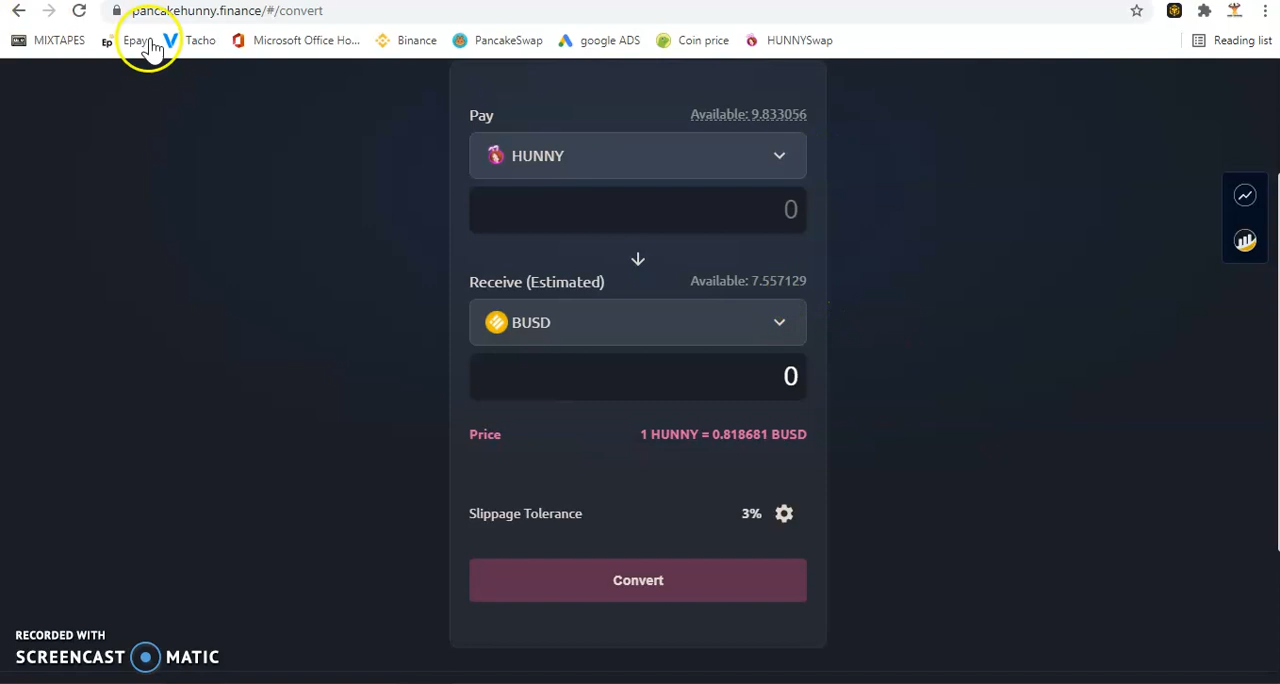 pancakehunny.finance/#/convert
MIXTAPES Ep Epay Tacho Microsoft Office Ho... Binance PancakeSwap google ADS Coin price HUNNYSwap Reading list
Pay Available: 9.833056
HUNNY
0
Receive (Estimated) Available: 7.557129
BUSD
0
Price 1 HUNNY = 0.818681 BUSD
Slippage Tolerance 3%
Convert
RECORDED WITH
SCREENCAST MATIC